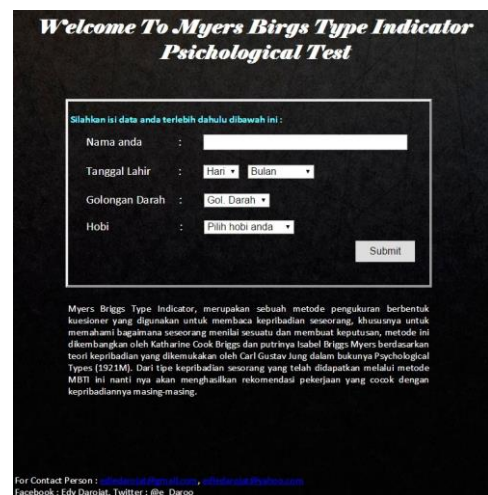 Welcome To Myers Birgs Type Indicator
Psichological Test
Silahkan isi data anda terlebih dahulu dibawah ini :
Nama anda :
Tanggal Lahir : Hari Bulan
Golongan Darah : Gol. Darah
Hobi : Pilih hobi anda
Submit
Myers Briggs Type Indicator, merupakan sebuah metode pengukuran berbentuk
kuesioner yang digunakan untuk membaca kepribadian seseorang, khususnya untuk
memahami bagaimana seseorang menilai sesuatu dan membuat keputusan, metode ini
dikembangkan oleh Katharine Cook Briggs dan putrinya Isabel Briggs Myers berdasarkan
teori kepribadian yang dikemukakan oleh Carl Gustav Jung dalam bukunya Psychological
Types (1921M). Dari tipe kepribadian sesorang yang telah didapatkan melalui metode
MBTI ini nanti nya akan menghasilkan rekomendasi pekerjaan yang cocok dengan
kepribadiannya masing-masing.
For Contact Person :
Facebook : Edy Darojat, Twitter : @e_Daroo